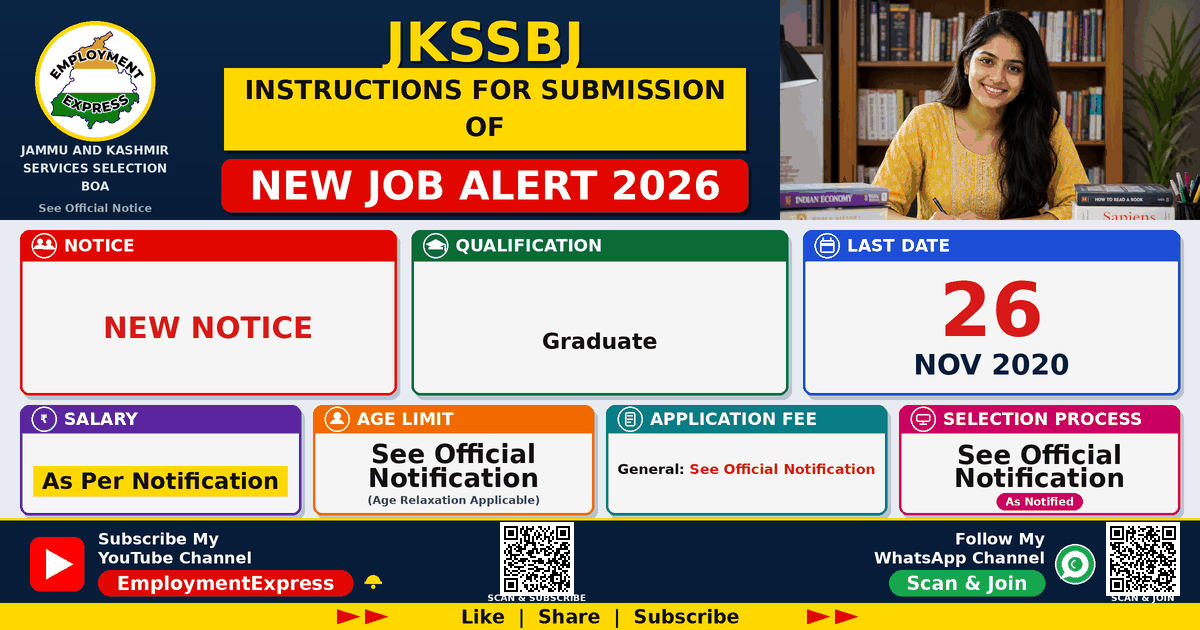 EMPLOYMENT
EXPRESS
JAMMU AND KASHMIR
SERVICES SELECTION
BOA
See Official Notice
JKSSBJ
INSTRUCTIONS FOR SUBMISSION
OF
NEW JOB ALERT 2026
INDIAN ECONOMY
HOW TO READ A BOOK
Sapiens
NOTICE
NEW NOTICE
QUALIFICATION
Graduate
LAST DATE
26
NOV 2020
₹ SALARY
As Per Notification
AGE LIMIT
See Official
Notification
(Age Relaxation Applicable)
APPLICATION FEE
General: See Official Notification
SELECTION PROCESS
See Official
Notification
As Notified
Subscribe My
YouTube Channel
EmploymentExpress
SCAN & SUBSCRIBE
Follow My
WhatsApp Channel
Scan & Join
SCAN & JOIN
Like | Share | Subscribe